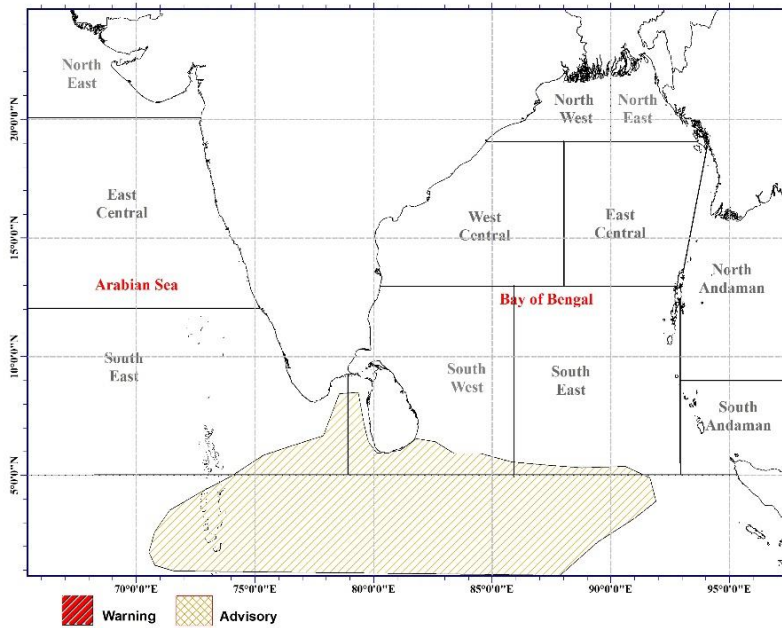 North
East
North
West
North
East
20°0'0"N
East
Central
West
Central
East
Central
15°0'0"N
North
Andaman
Arabian Sea
Bay of Bengal
10°0'0"N
South
East
South
West
South
East
South
Andaman
5°0'0"N
70°0'0"E
75°0'0"E
80°0'0"E
85°0'0"E
90°0'0"E
95°0'0"E
Warning
Advisory